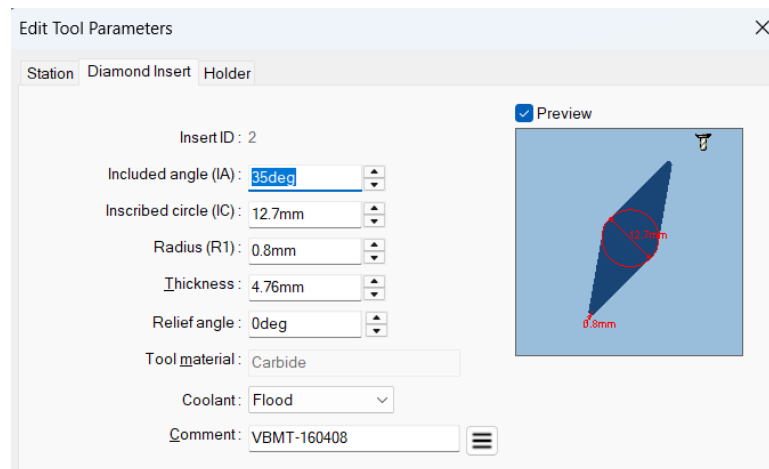 Edit Tool Parameters
Station Diamond Insert Holder
Preview
Insert ID : 2
Included angle (IA) : 35deg
Inscribed circle (IC) : 12.7mm
Radius (R1) : 0.8mm
Thickness : 4.76mm
Relief angle : 0deg
Tool material : Carbide
Coolant : Flood
Comment : VBMT-160408
12.7mm
0.8mm